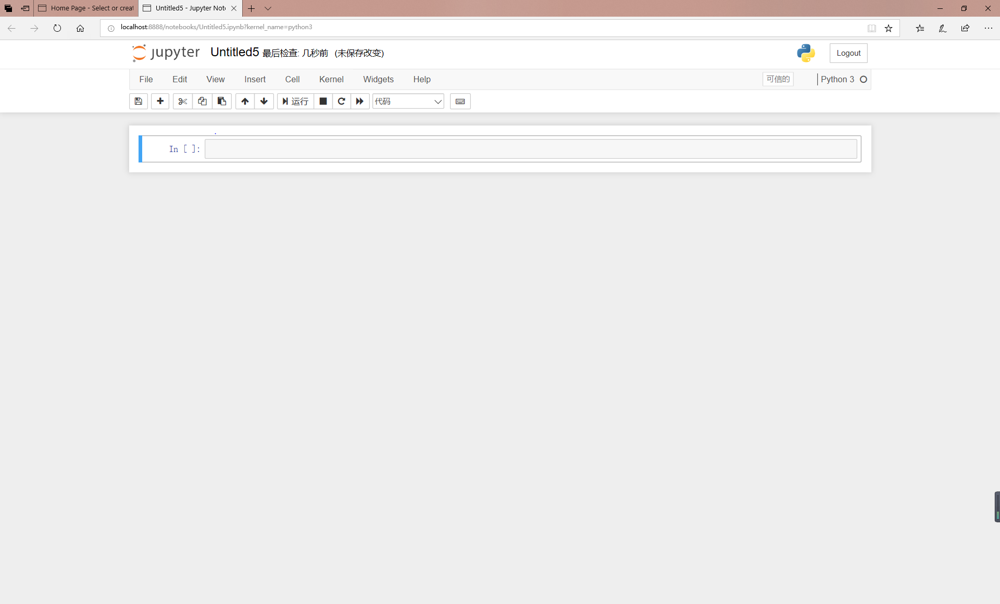 Home Page - Select or creat
Untitled5 - Jupyter Note
localhost:8888/notebooks/Untitled5.ipynb?kernel_name=python3
jupyter Untitled5 最后检查: 几秒前 (未保存改变)
Logout
File Edit View Insert Cell Kernel Widgets Help
可信的
Python 3
运行
代码
In [ ]: